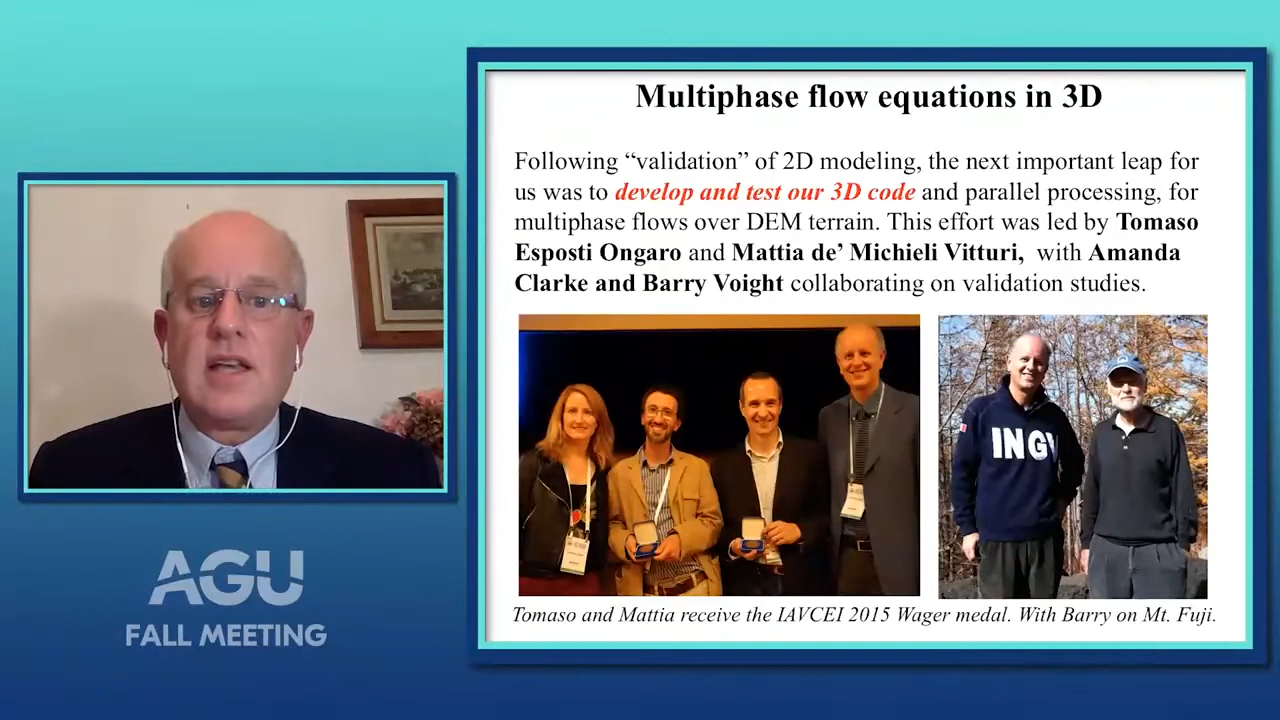 Multiphase flow equations in 3D
Following “validation” of 2D modeling, the next important leap for
us was to develop and test our 3D code and parallel processing, for
multiphase flows over DEM terrain. This effort was led by Tomaso
Esposti Ongaro and Mattia de’ Michieli Vitturi, with Amanda
Clarke and Barry Voight collaborating on validation studies.
INGV
Tomaso and Mattia receive the IAVCEI 2015 Wager medal. With Barry on Mt. Fuji.
AGU
FALL MEETING